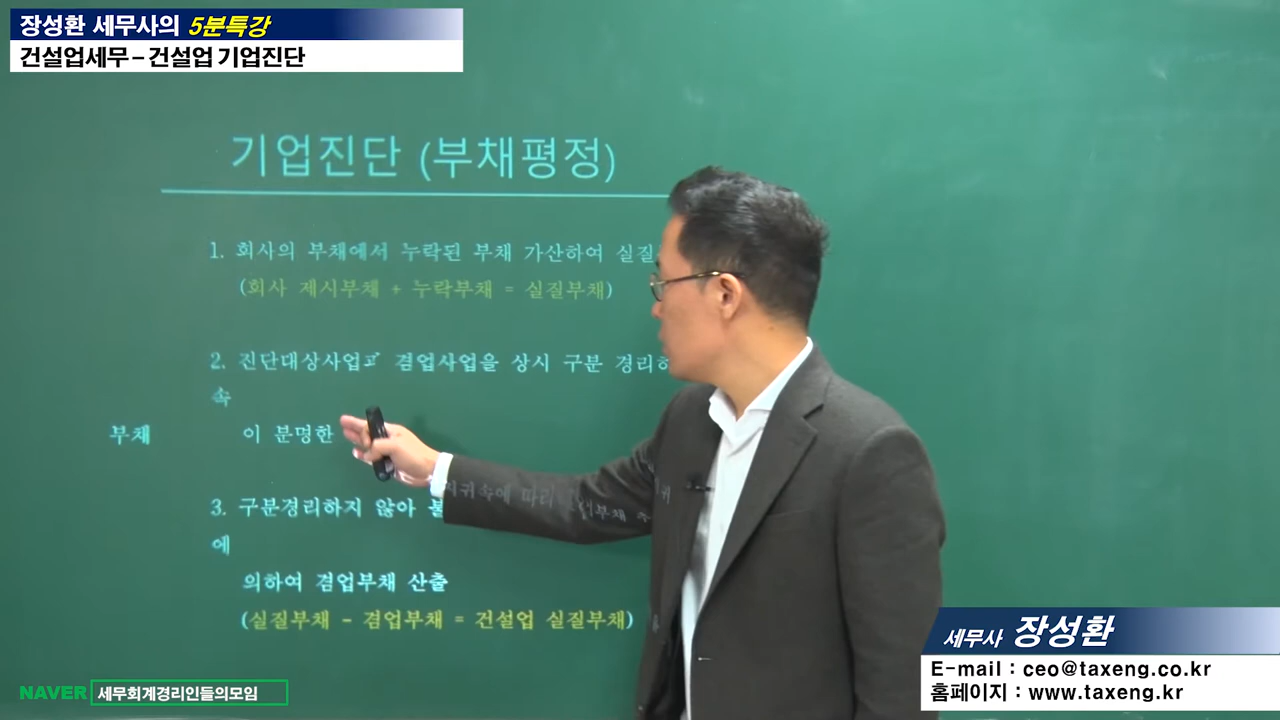 장성환 세무사의 5분특강
건설업세무 – 건설업 기업진단
기업진단 (부채평정)
1. 회사의 부채에서 누락된 부채 가산하여
(회사 제시부채 + 누락부채 = 실질부채)
2. 진단대상사업과 겸업사업을 상시 구분
속
부채
이 분명한
3. 구분경리하지 않아
에
의하여 겸업부채 산출
(실질부채 - 겸업부채 = 건설업 실질부채)
세무사 장성환
E-mail : ceo@taxeng.co.kr
홈페이지 : www.taxeng.kr
NAVER 세무회계경리인들의모임